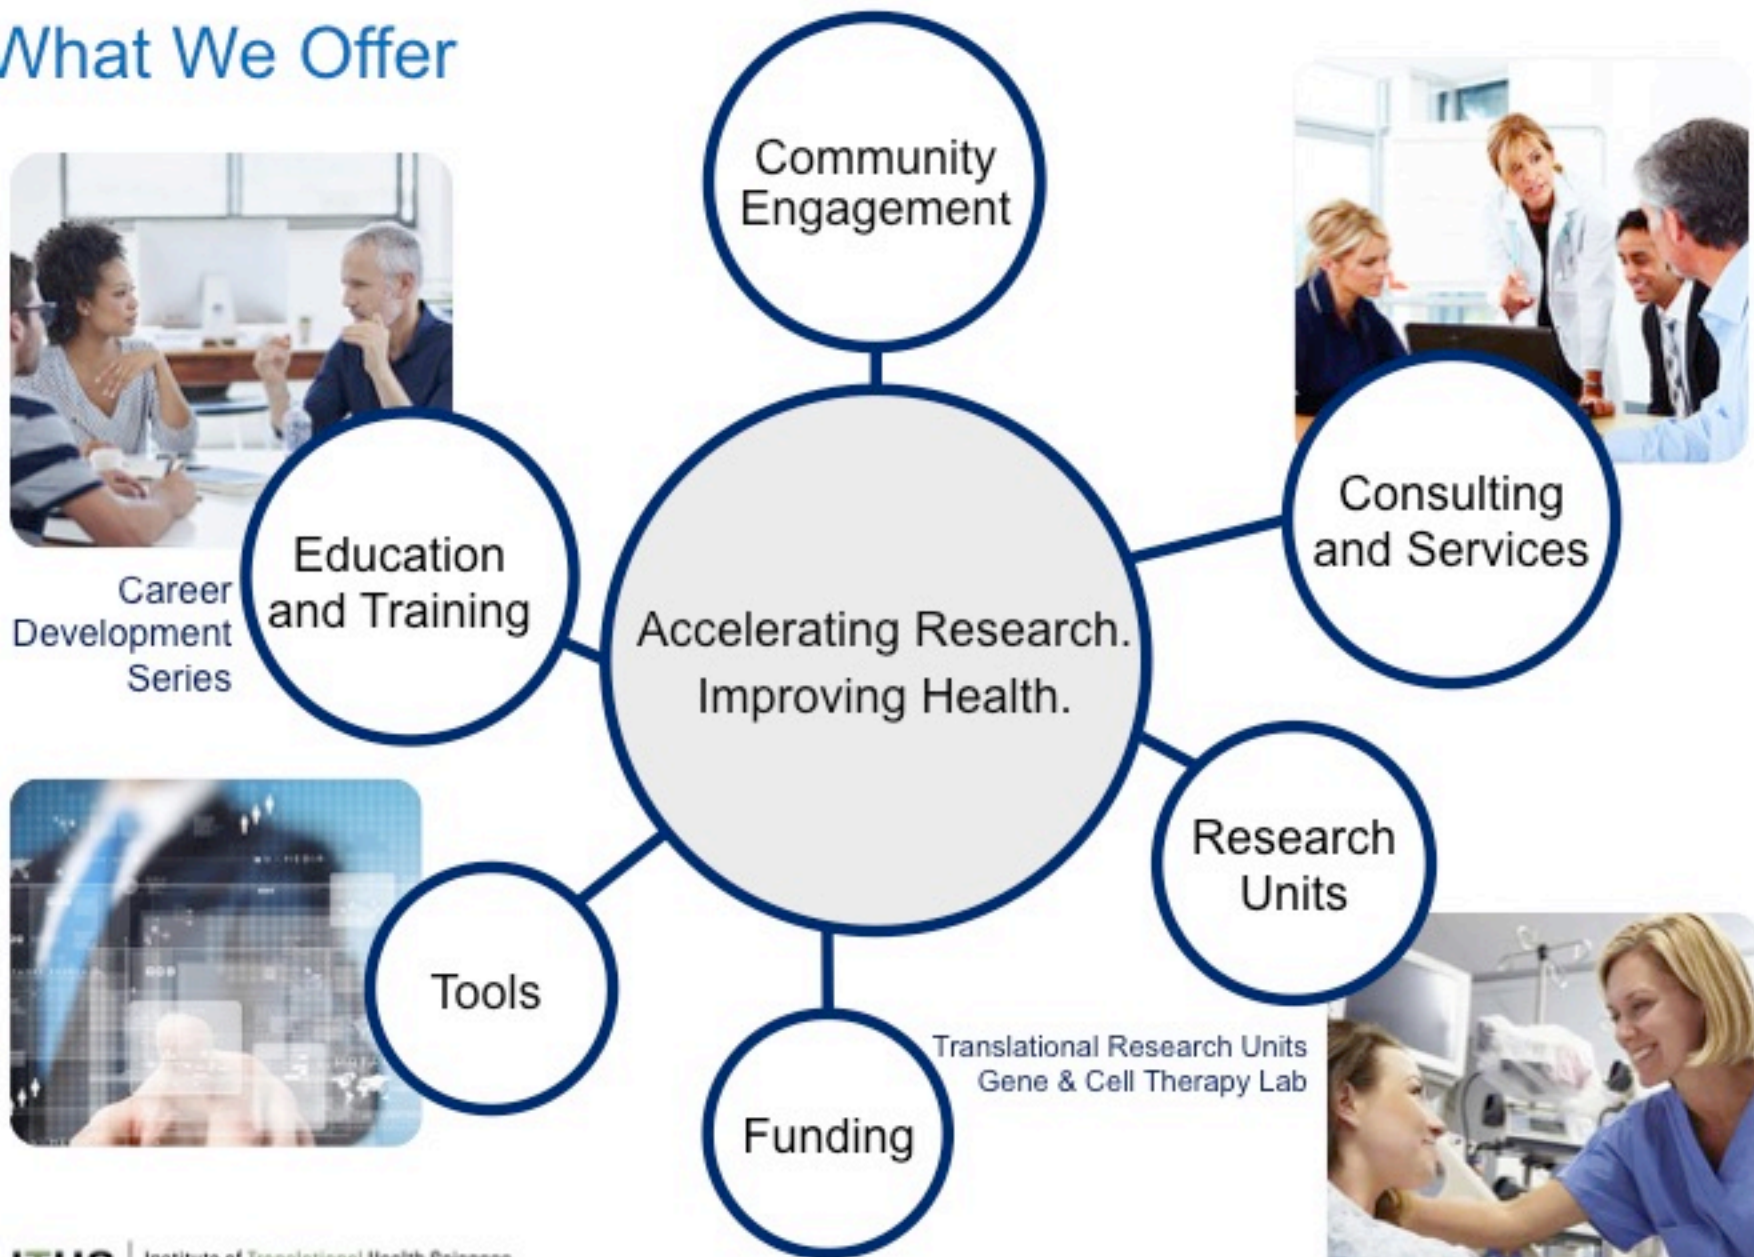 What We Offer
Community
Engagement
Consulting
and Services
Education
and Training
Career
Development
Series
Accelerating Research.
Improving Health.
Research
Units
Translational Research Units
Gene & Cell Therapy Lab
Tools
Funding
Institute of Translational Health Sciences